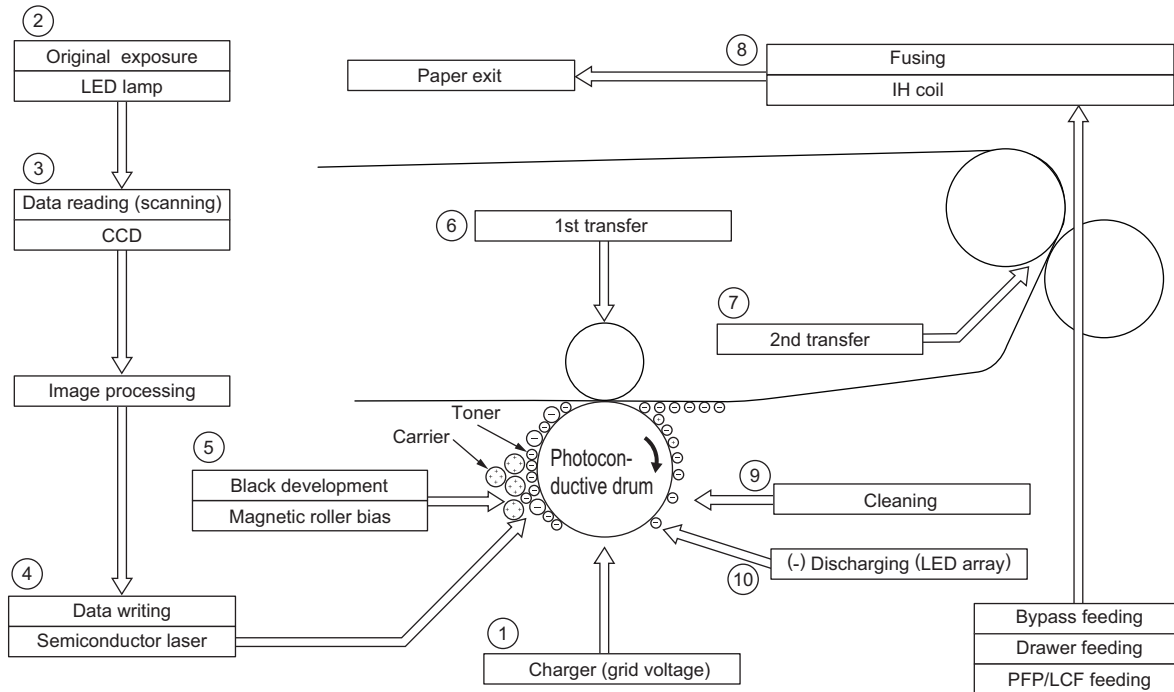 2
Original exposure
LED lamp
3
Data reading (scanning)
CCD
Image processing
4
Data writing
Semiconductor laser
5
Black development
Magnetic roller bias
Toner
Carrier
Photocon-
ductive drum
6
1st transfer
7
2nd transfer
8
Fusing
IH coil
Paper exit
9
Cleaning
10
(-) Discharging (LED array)
1
Charger (grid voltage)
Bypass feeding
Drawer feeding
PFP/LCF feeding